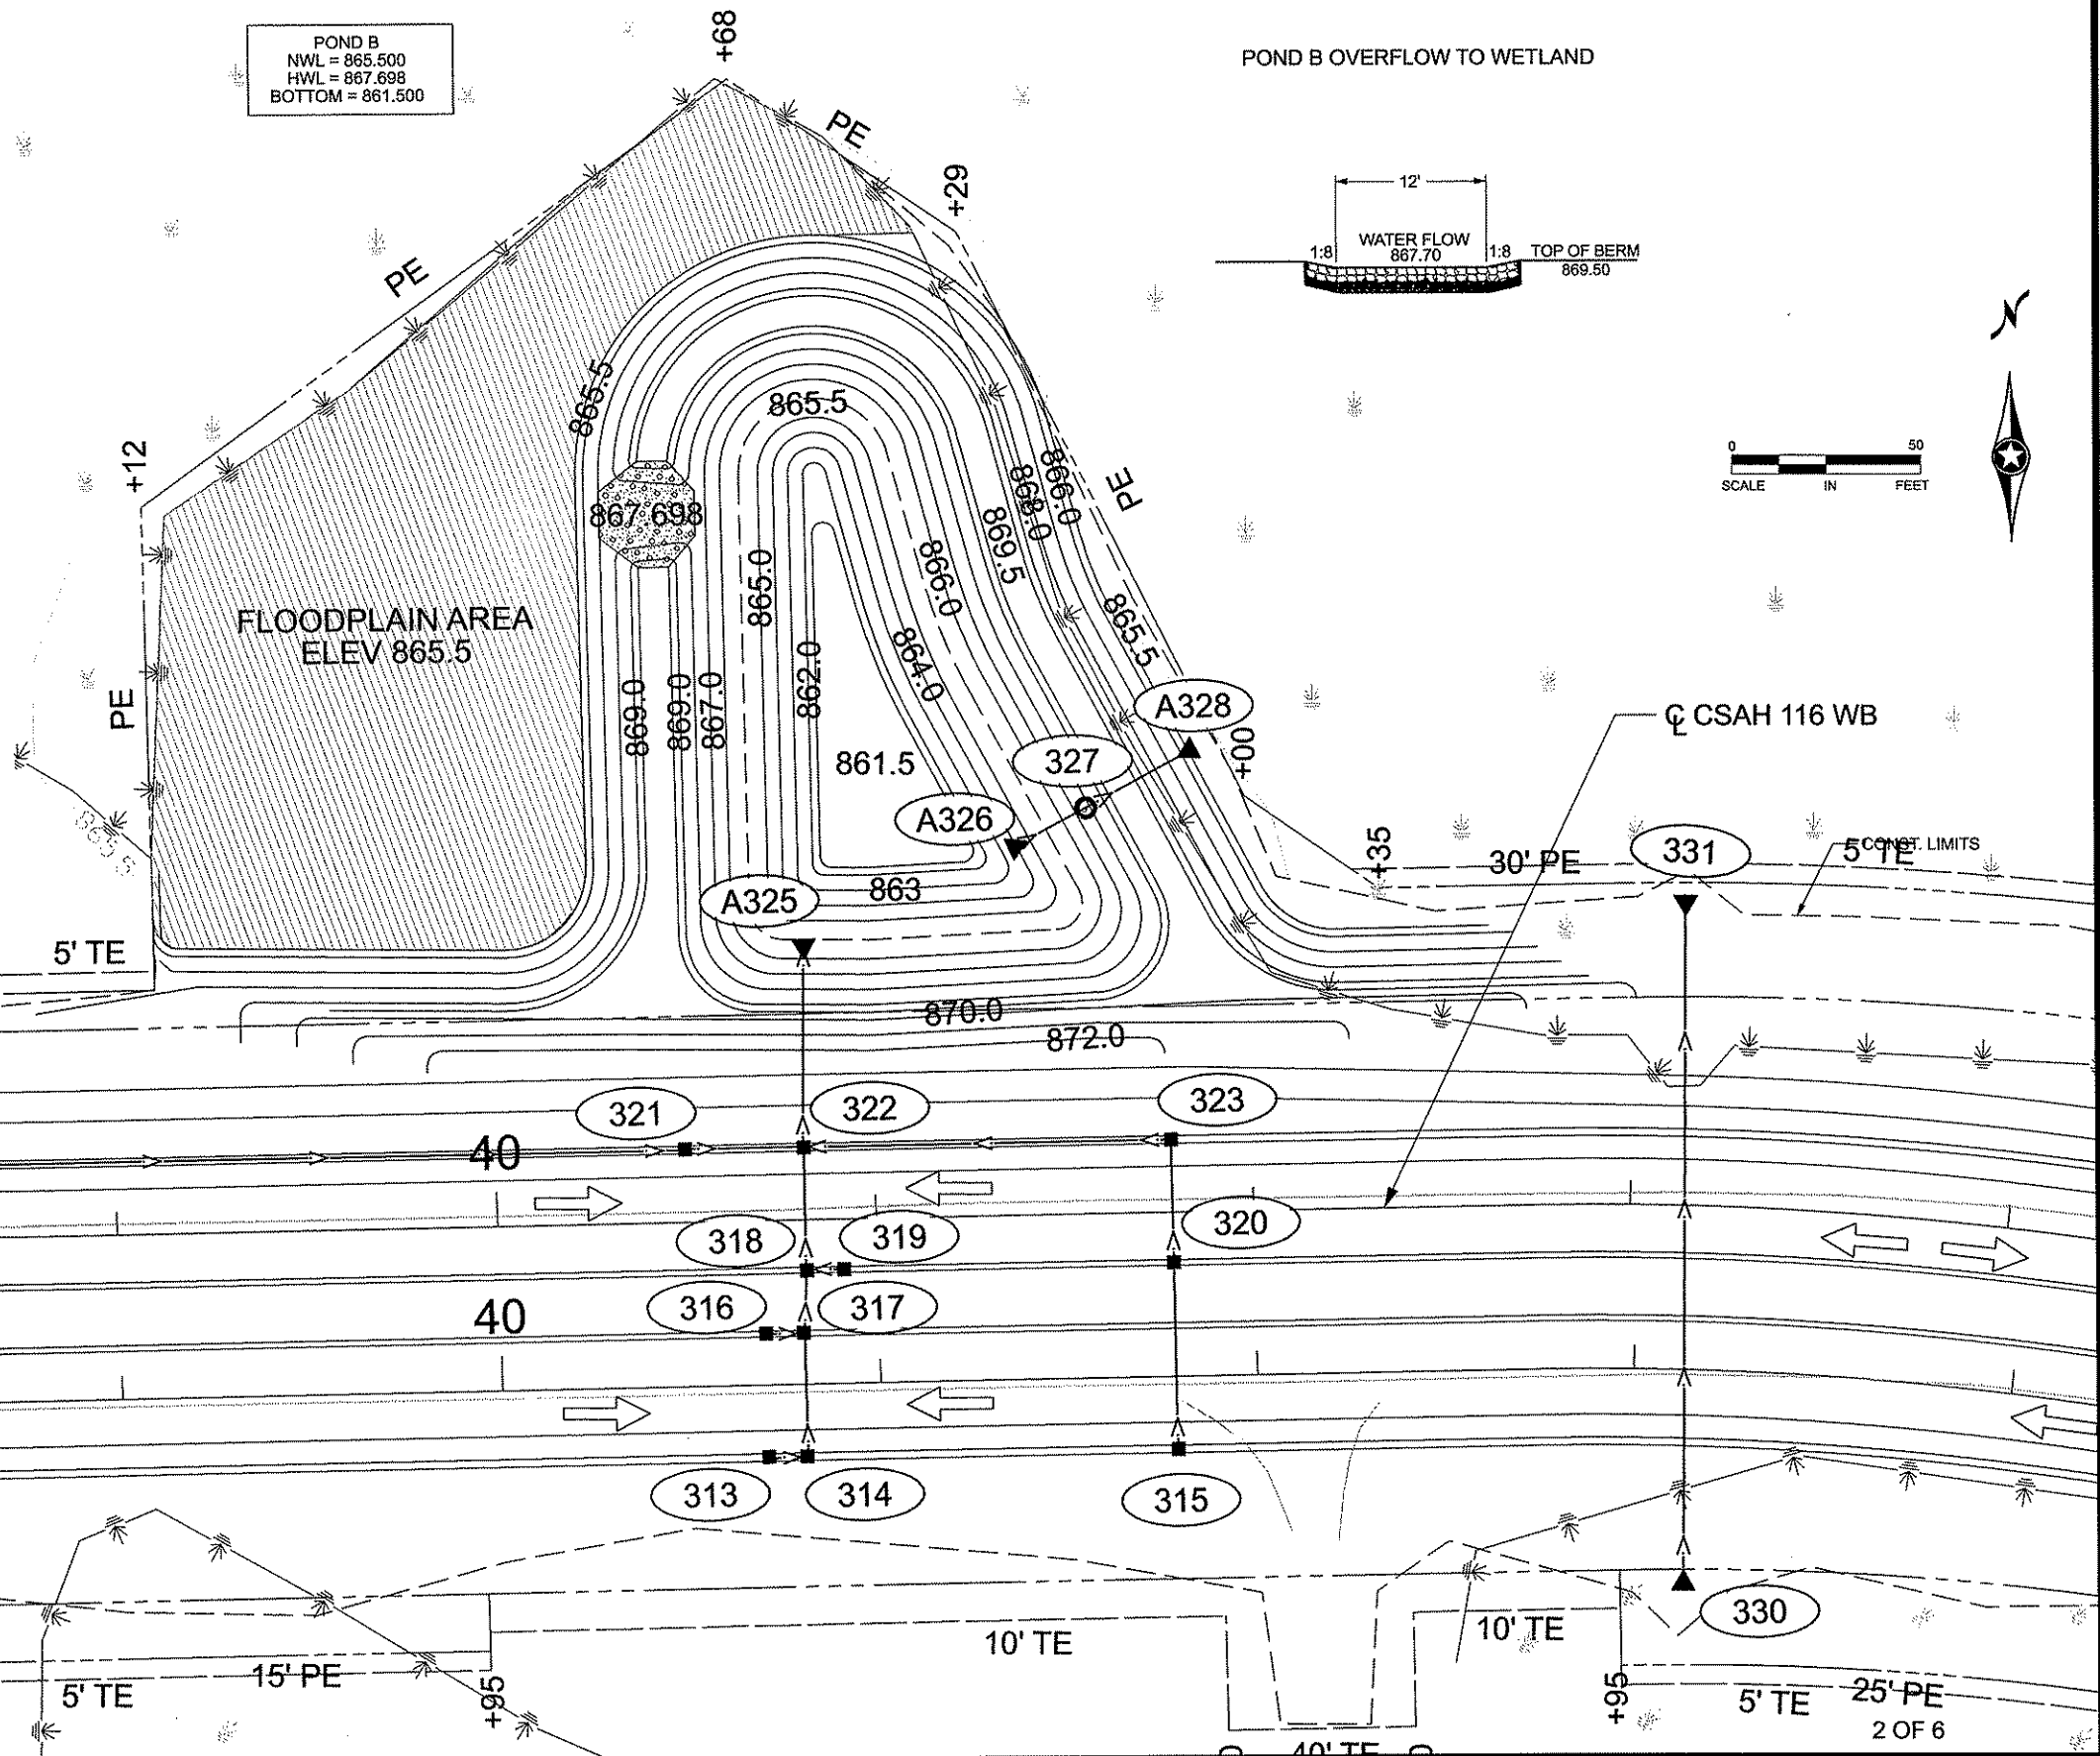 POND B
NWL = 865.500
HWL = 867.698
BOTTOM = 861.500
+68
POND B OVERFLOW TO WETLAND
PE
+29
12'
1:8
WATER FLOW
867.70
1:8
TOP OF BERM
869.50
PE
N
0
50
SCALE
IN
FEET
865.5
865.5
+12
867.698
866.0
868.0
869.5
PE
865.0
866.0
FLOODPLAIN AREA
ELEV 865.5
865.5
864.0
862.0
PE
869.0
869.0
867.0
861.5
A328
327
+00
℄ CSAH 116 WB
A326
865.5
+35
30' PE
331
5' TE
CONST. LIMITS
A325
863
5' TE
870.0
872.0
321
322
323
40
318
319
320
316
317
40
313
314
315
330
10' TE
10' TE
15' PE
5' TE
+95
+95
5' TE
25' PE
2 OF 6
40' TE